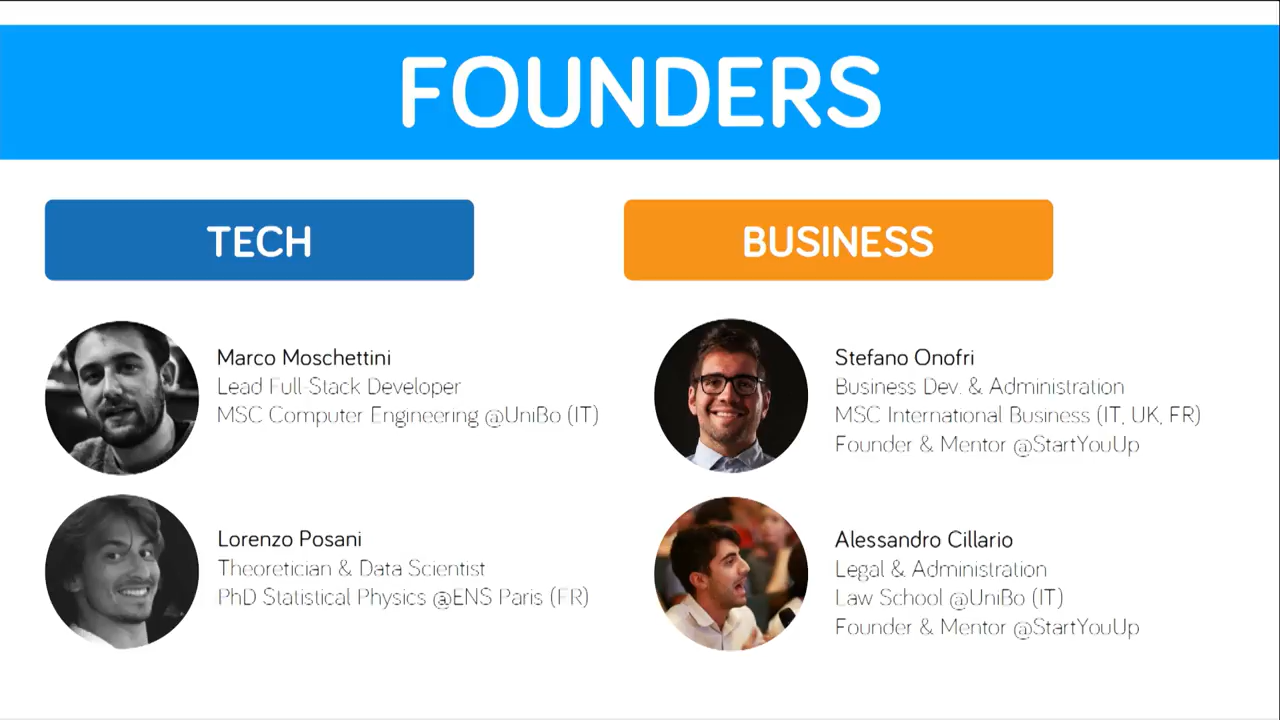 FOUNDERS
TECH
BUSINESS
Marco Moschettini
Lead Full-Stack Developer
MSC Computer Engineering @UniBo (IT)
Lorenzo Posani
Theoretician & Data Scientist
PhD Statistical Physics @ENS Paris (FR)
Stefano Onofri
Business Dev. & Administration
MSC International Business (IT, UK, FR)
Founder & Mentor @StartYouUp
Alessandro Cillario
Legal & Administration
Law School @UniBo (IT)
Founder & Mentor @StartYouUp